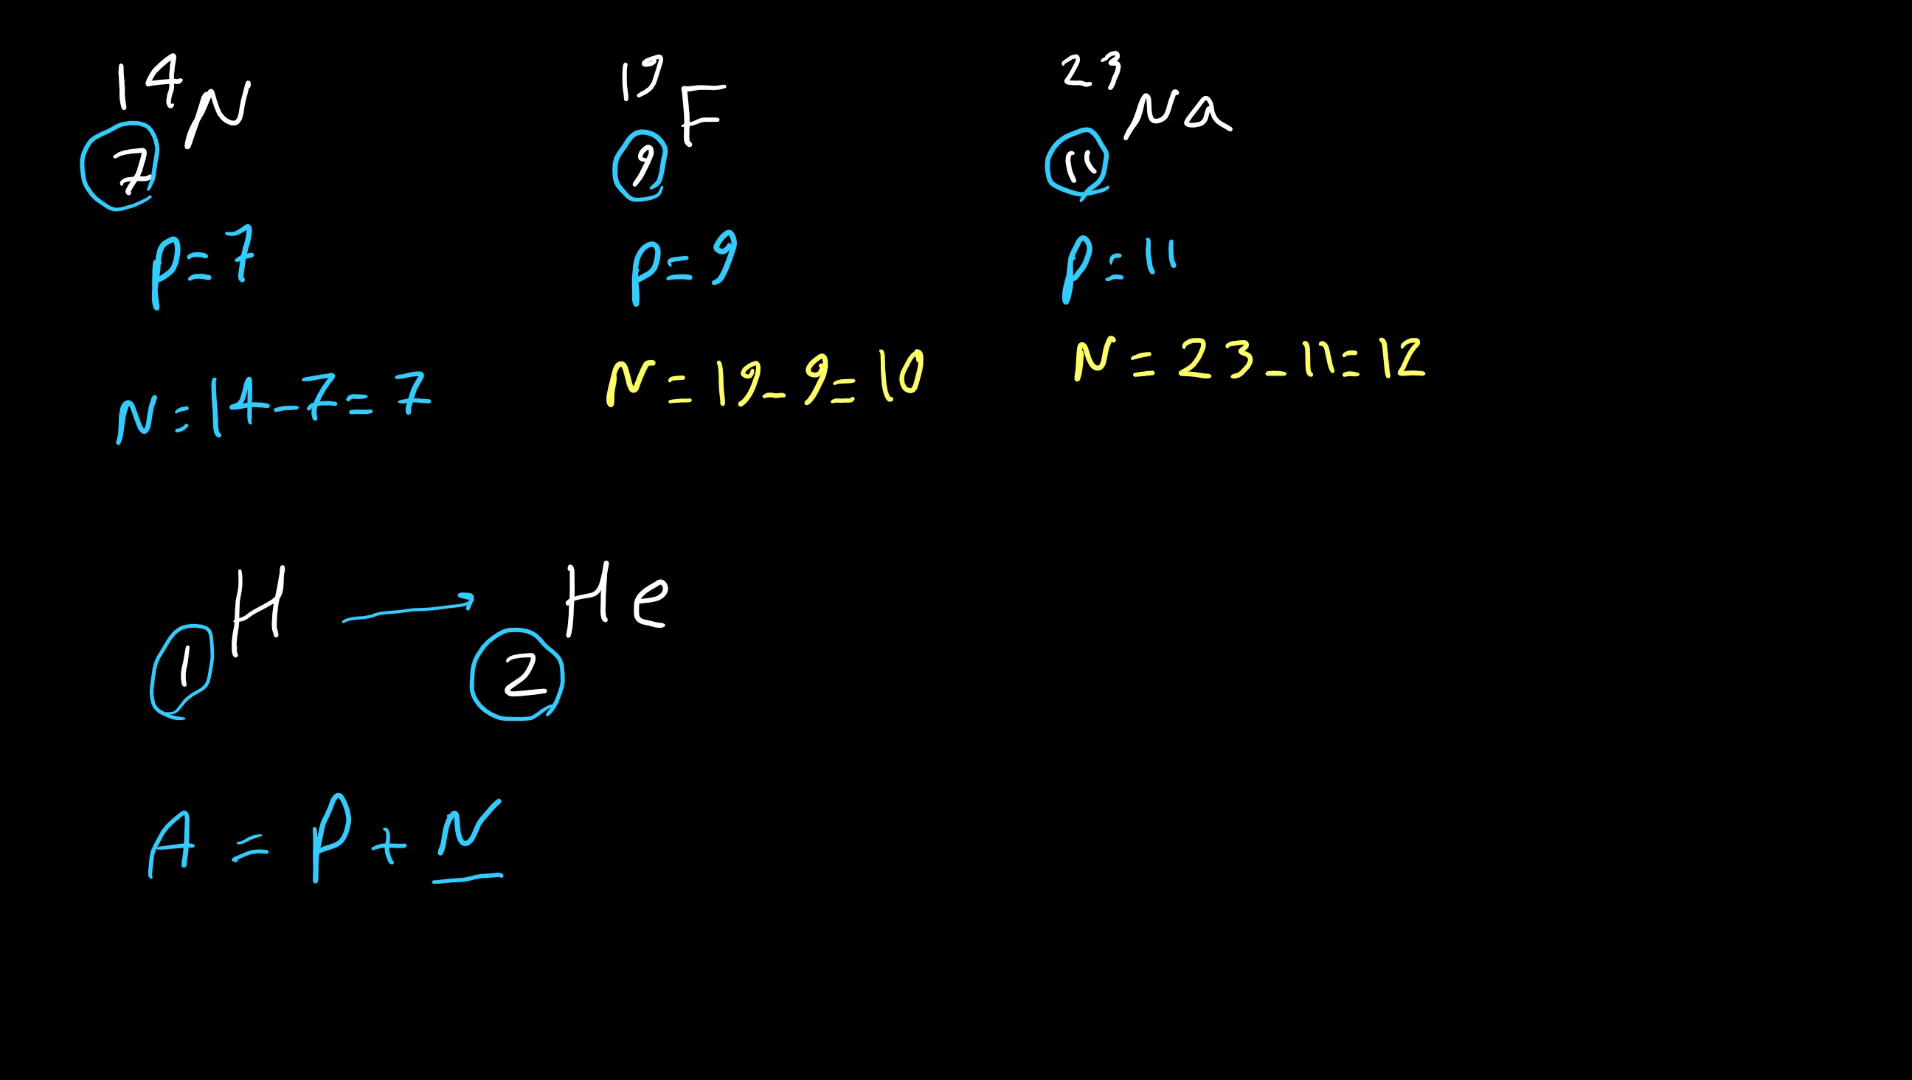 14 N 19 F 23 Na
7 9 11
P=7 P=9 P=11
N=14-7=7 N=19-9=10 N=23-11=12
H → He
1 2
A = P + N